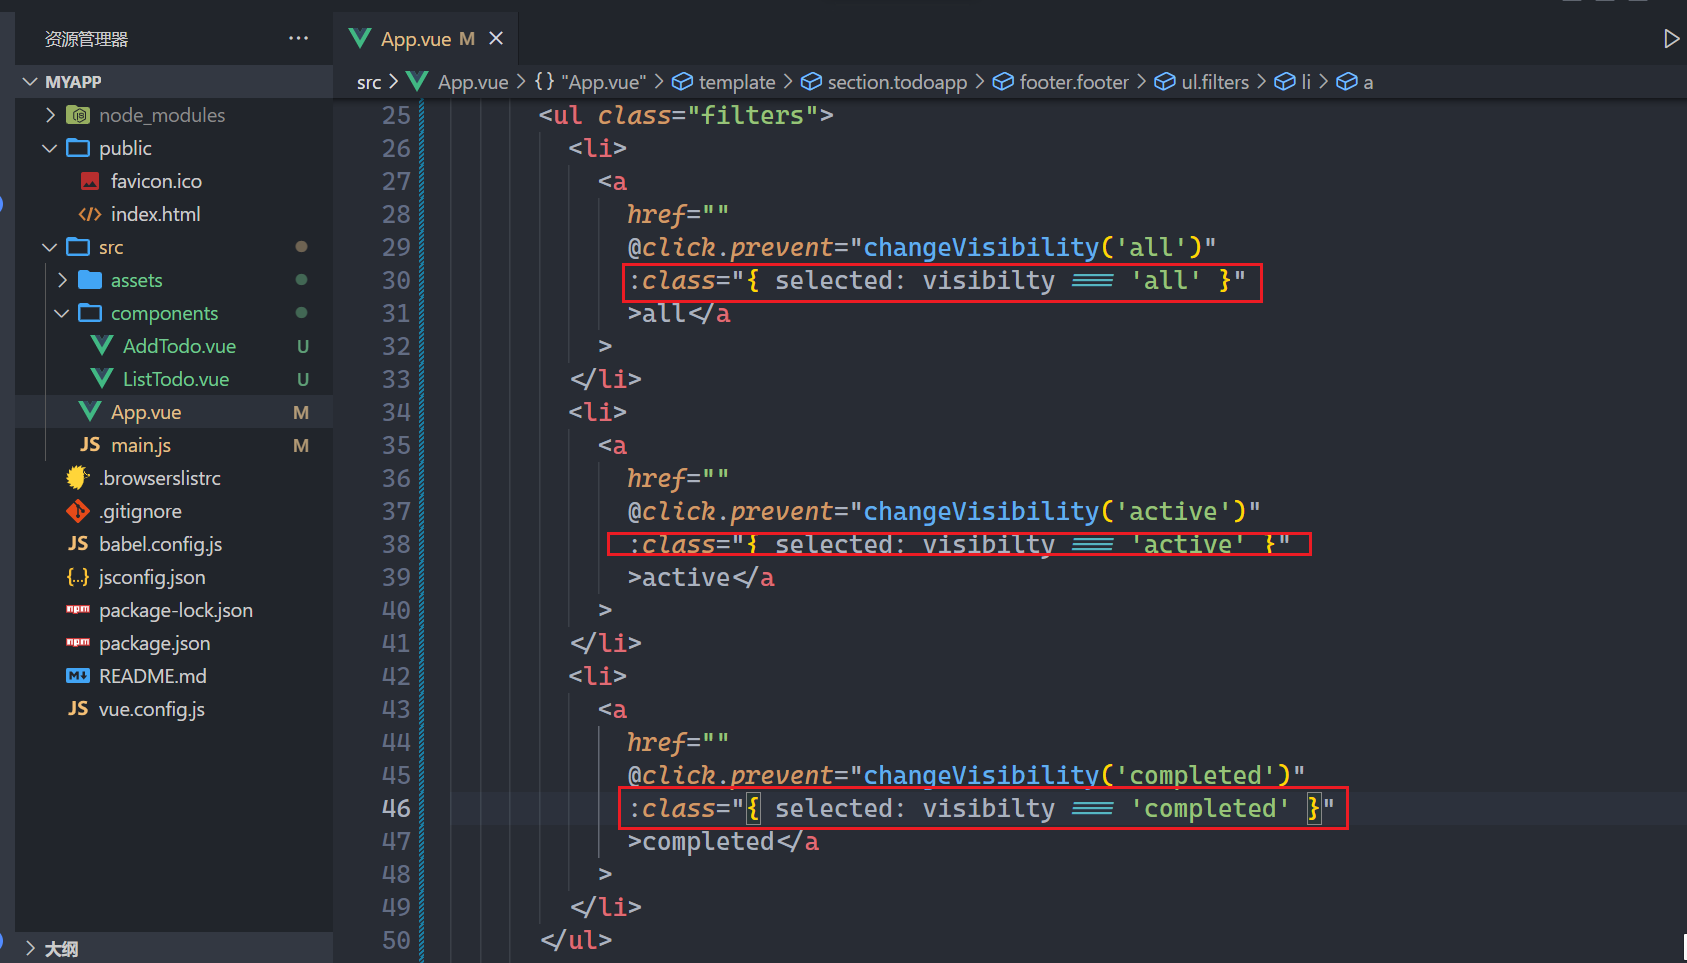 资源管理器 ···
MYAPP
node_modules
public
favicon.ico
index.html
src
assets
components
AddTodo.vue U
ListTodo.vue U
App.vue M
JS main.js M
.browserslistrc
.gitignore
JS babel.config.js
{..} jsconfig.json
npm package-lock.json
npm package.json
M README.md
JS vue.config.js
大纲
App.vue M ×
src > App.vue > {} "App.vue" > template > section.todoapp > footer.footer > ul.filters > li > a
25 <ul class="filters">
26 <li>
27 <a
28 href=""
29 @click.prevent="changeVisibility('all')"
30 :class="{ selected: visibilty === 'all' }"
31 >all</a
32 >
33 </li>
34 <li>
35 <a
36 href=""
37 @click.prevent="changeVisibility('active')"
38 :class="{ selected: visibilty === 'active' }"
39 >active</a
40 >
41 </li>
42 <li>
43 <a
44 href=""
45 @click.prevent="changeVisibility('completed')"
46 :class="{ selected: visibilty === 'completed' }"
47 >completed</a
48 >
49 </li>
50 </ul>